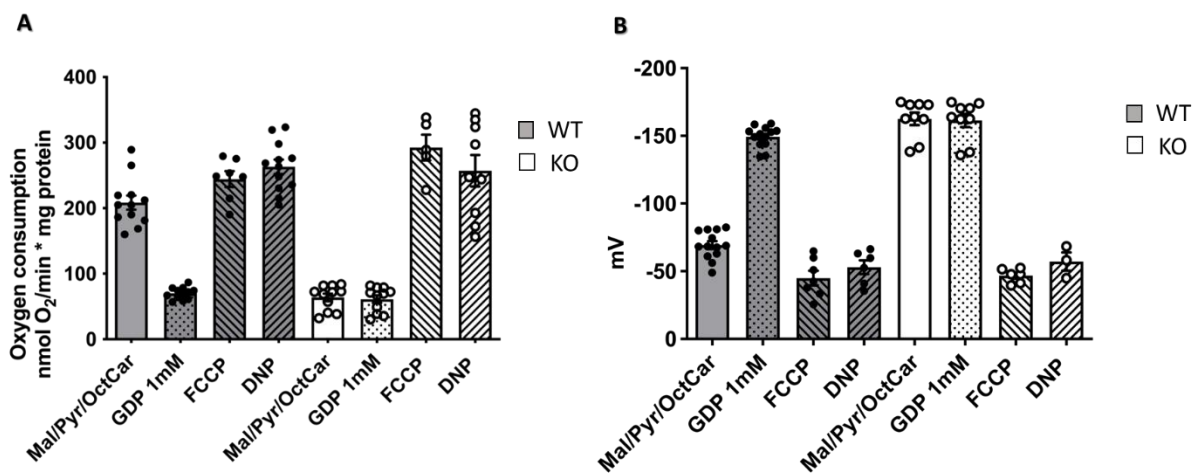 A
Oxygen consumption
nmol O₂/min * mg protein
400
300
200
100
0
Mal/Pyr/OctCar
GDP 1mM
FCCP
DNP
Mal/Pyr/OctCar
GDP 1mM
FCCP
DNP
WT
KO
B
mV
-200
-150
-100
-50
0
Mal/Pyr/OctCar
GDP 1mM
FCCP
DNP
Mal/Pyr/OctCar
GDP 1mM
FCCP
DNP
WT
KO